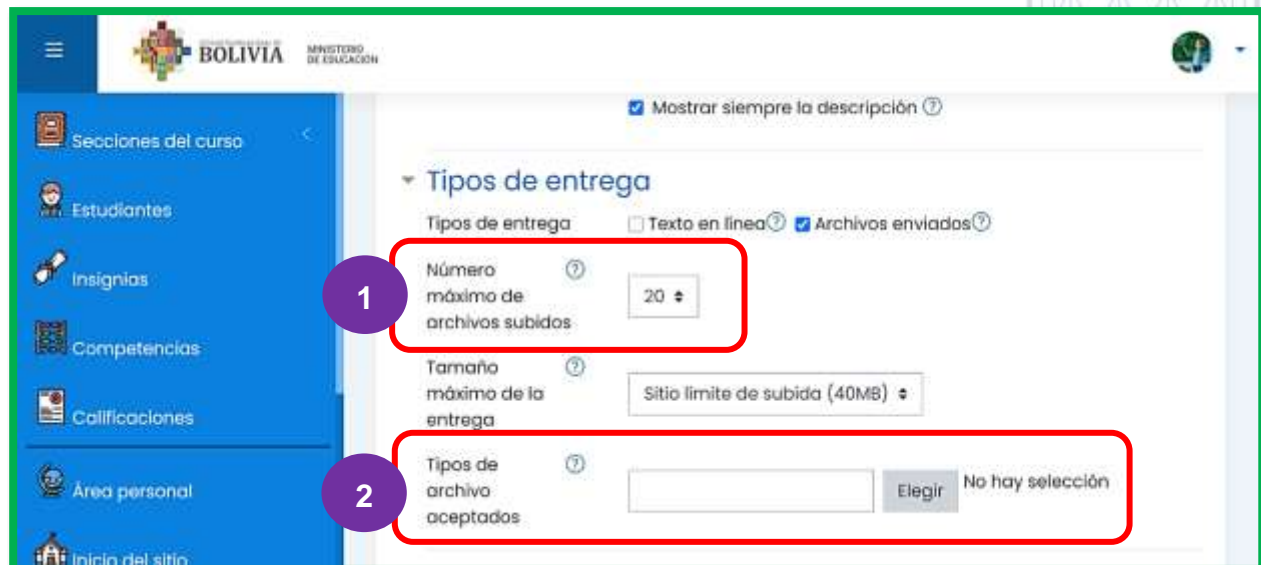 BOLIVIA
MINISTERIO
DE EDUCACIÓN
Mostrar siempre la descripción
Secciones del curso
Estudiantes
Insignias
Competencias
Calificaciones
Área personal
Inicio del sitio
Tipos de entrega
Tipos de entrega
Texto en línea
Archivos enviados
1
Número
máximo de
archivos subidos
20
Tamaño
máximo de la
entrega
Sitio límite de subida (40MB)
2
Tipos de
archivo
aceptados
Elegir
No hay selección